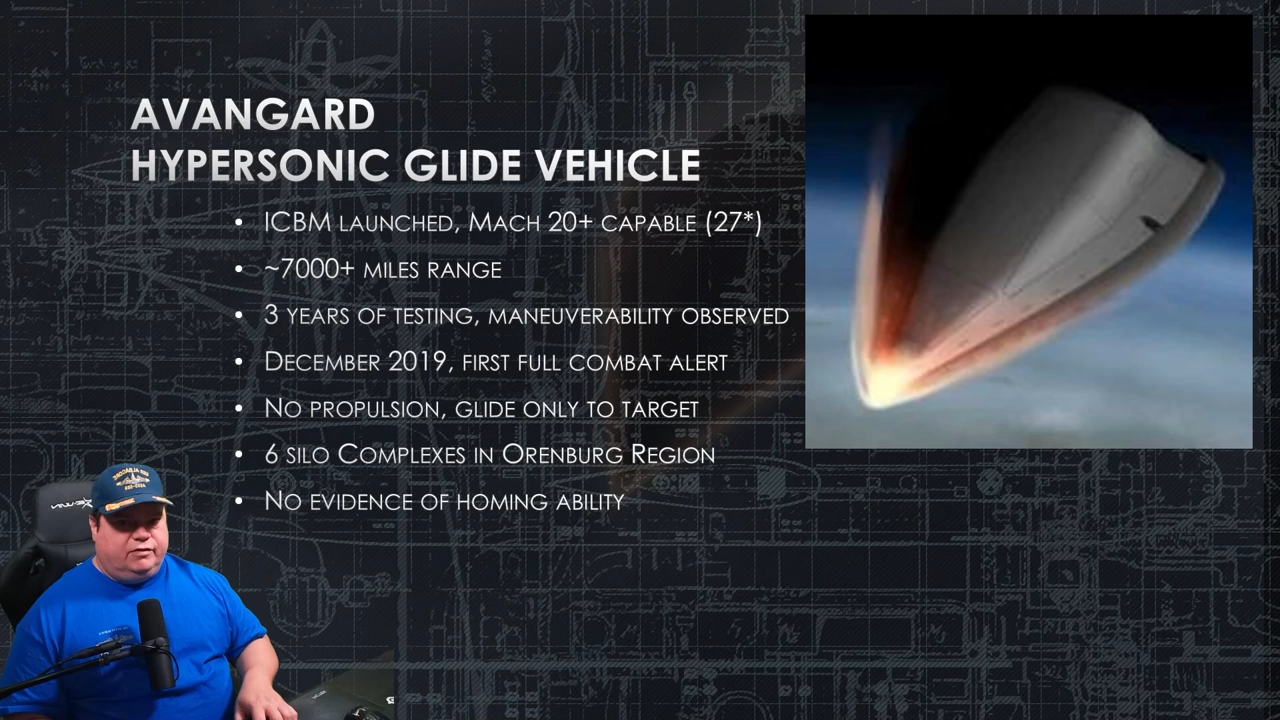 AVANGARD
HYPERSONIC GLIDE VEHICLE
• ICBM LAUNCHED, MACH 20+ CAPABLE (27*)
• ~7000+ MILES RANGE
• 3 YEARS OF TESTING, MANEUVERABILITY OBSERVED
• DECEMBER 2019, FIRST FULL COMBAT ALERT
• NO PROPULSION, GLIDE ONLY TO TARGET
• 6 SILO COMPLEXES IN ORENBURG REGION
• NO EVIDENCE OF HOMING ABILITY